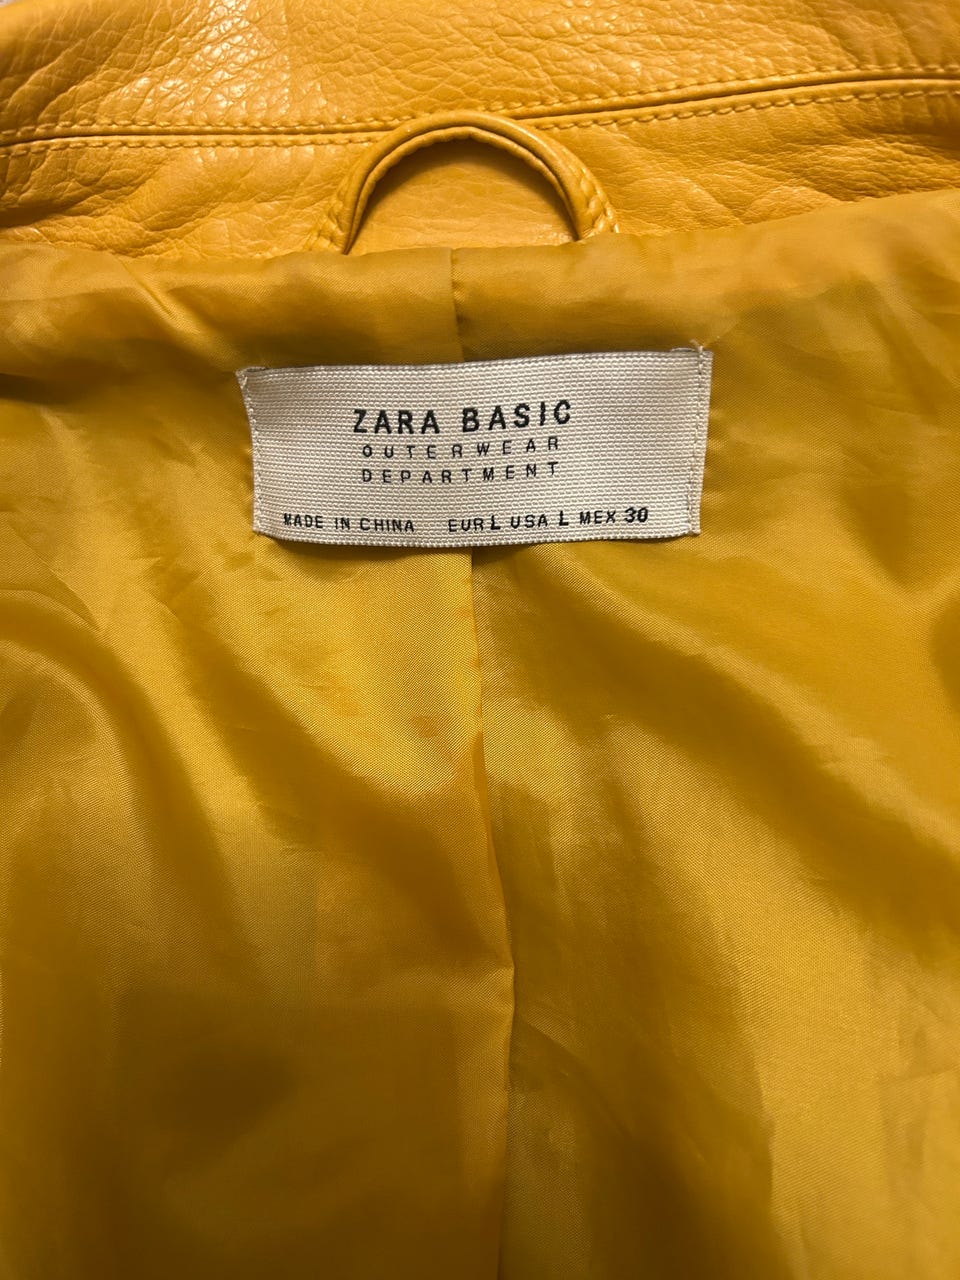 ZARA BASIC
OUTERWEAR
DEPARTMENT
MADE IN CHINA EUR L USA L MEX 30